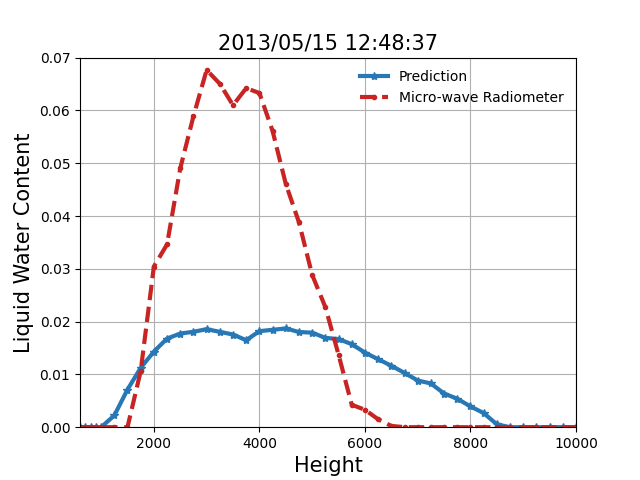 2013/05/15 12:48:37
0.07
0.06
0.05
0.04
0.03
0.02
0.01
0.00
Liquid Water Content
Prediction
Micro-wave Radiometer
2000 4000 6000 8000 10000
Height